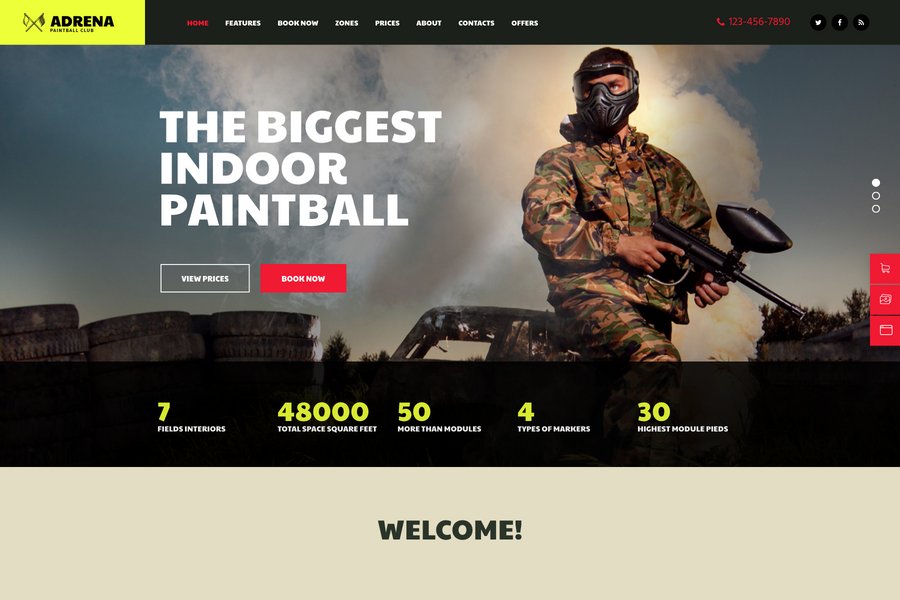 ADRENA
PAINTBALL CLUB
HOME FEATURES BOOK NOW ZONES PRICES ABOUT CONTACTS OFFERS
123-456-7890
THE BIGGEST
INDOOR
PAINTBALL
VIEW PRICES BOOK NOW
7 48000 50 4 30
FIELDS INTERIORS TOTAL SPACE SQUARE FEET MORE THAN MODULES TYPES OF MARKERS HIGHEST MODULE PIEDS
WELCOME!